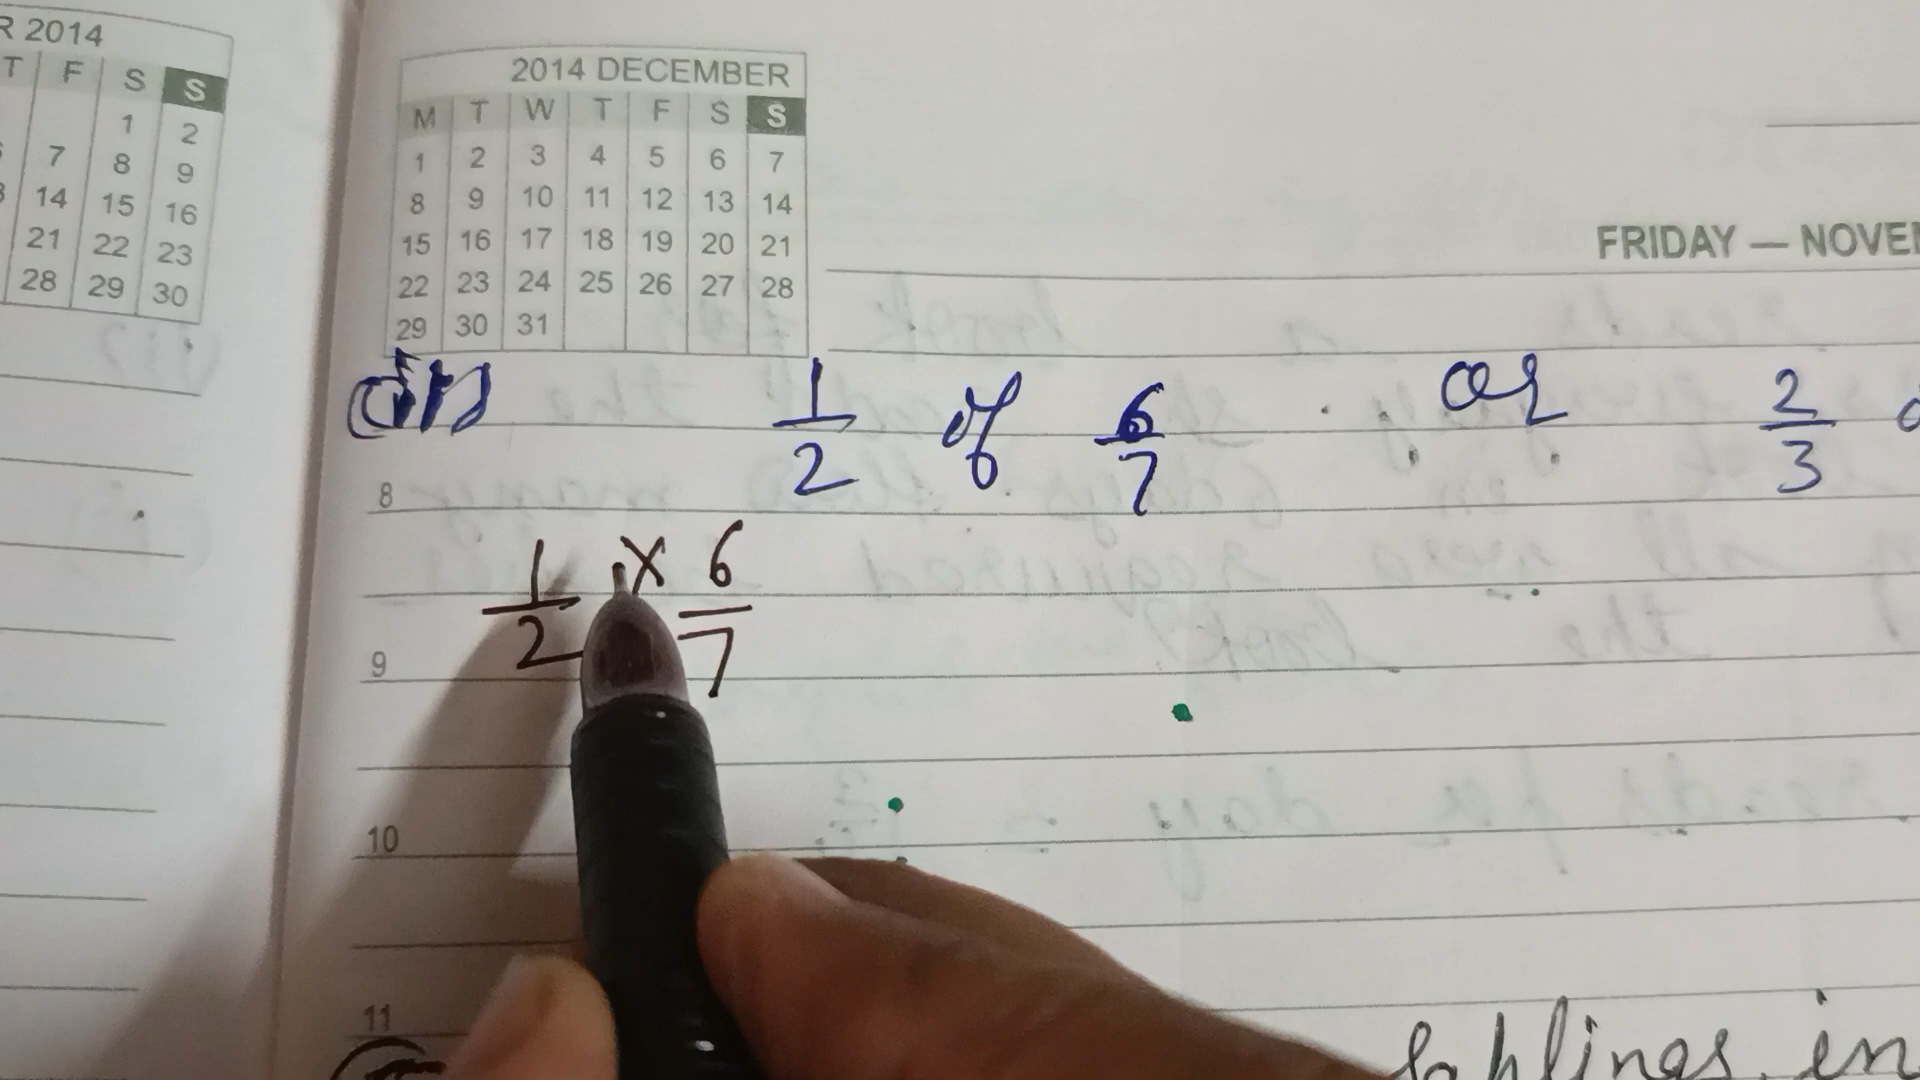 R 2014
T F S S
1 2
7 8 9
14 15 16
21 22 23
28 29 30
2014 DECEMBER
M T W T F S S
1 2 3 4 5 6 7
8 9 10 11 12 13 14
15 16 17 18 19 20 21
22 23 24 25 26 27 28
29 30 31
FRIDAY — NOVE
1/2 of 6/7 or 2/3
8
1/2 × 6/7
9
10
11
in